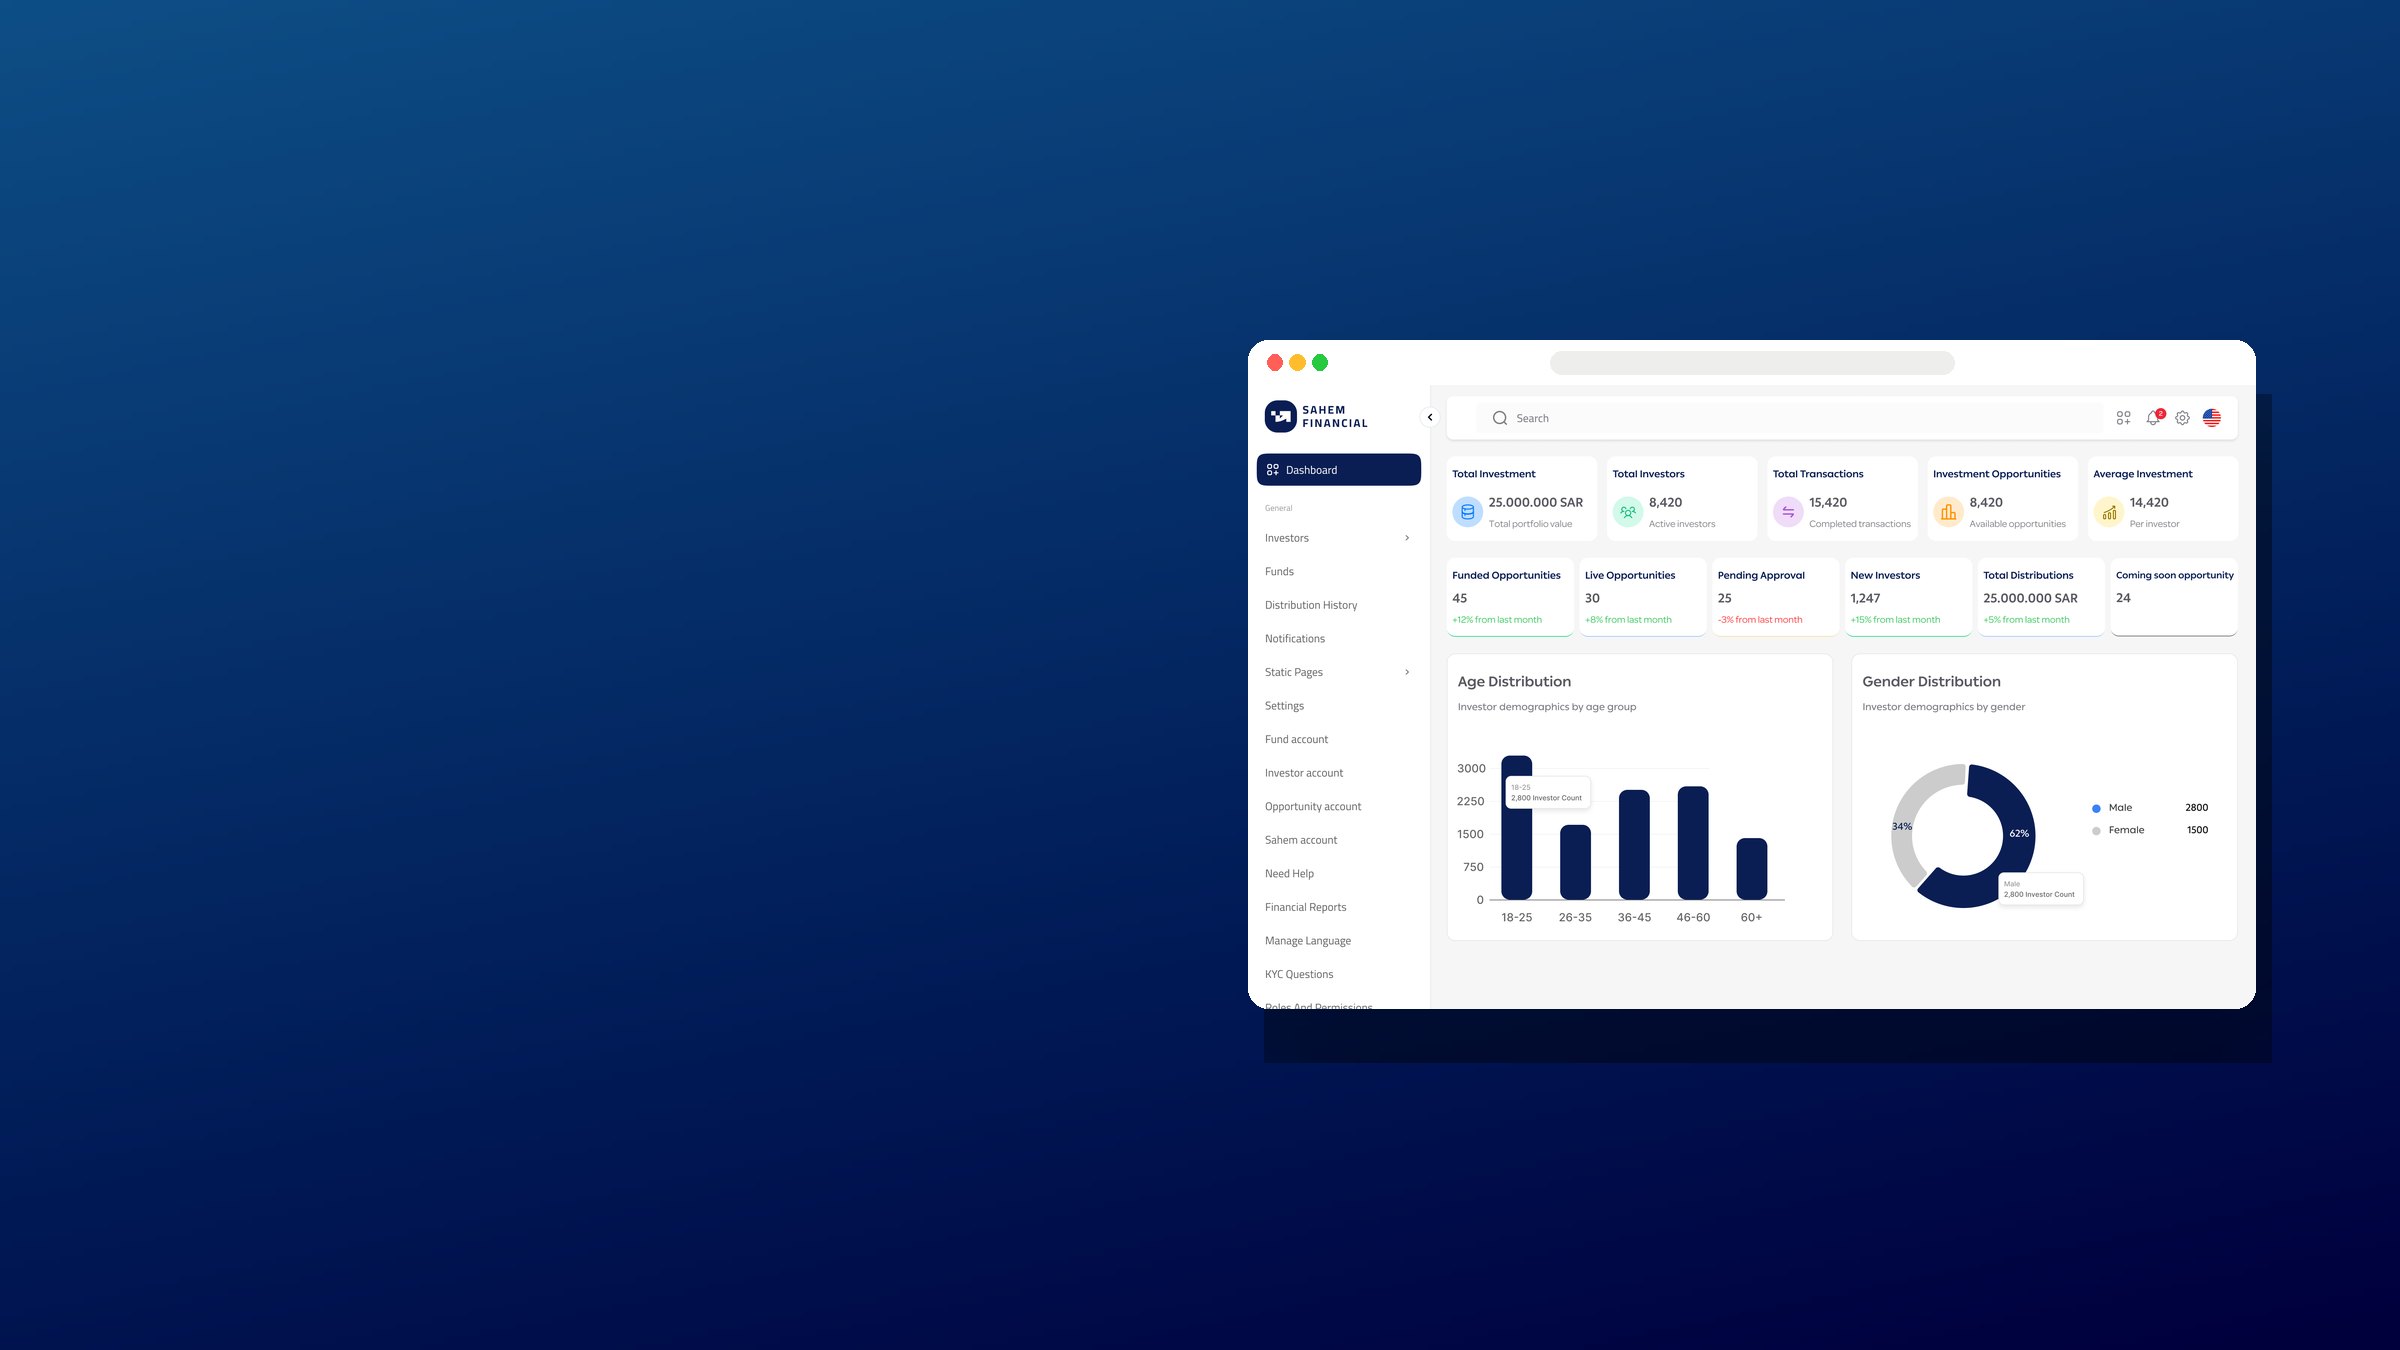 SAHEM
FINANCIAL
Dashboard
General
Investors
Funds
Distribution History
Notifications
Static Pages
Settings
Fund account
Investor account
Opportunity account
Sahem account
Need Help
Financial Reports
Manage Language
KYC Questions
Roles And Permissions
Search
2
Total Investment
25.000.000 SAR
Total portfolio value
Total Investors
8,420
Active investors
Total Transactions
15,420
Completed transactions
Investment Opportunities
8,420
Available opportunities
Average Investment
14,420
Per investor
Funded Opportunities
45
+12% from last month
Live Opportunities
30
+8% from last month
Pending Approval
25
-3% from last month
New Investors
1,247
+15% from last month
Total Distributions
25.000.000 SAR
+5% from last month
Coming soon opportunity
24
Age Distribution
Investor demographics by age group
3000
2250
1500
750
0
18-25
2,800 Investor Count
18-25 26-35 36-45 46-60 60+
Gender Distribution
Investor demographics by gender
34%
62%
Male 2800
Female 1500
Male
2,800 Investor Count